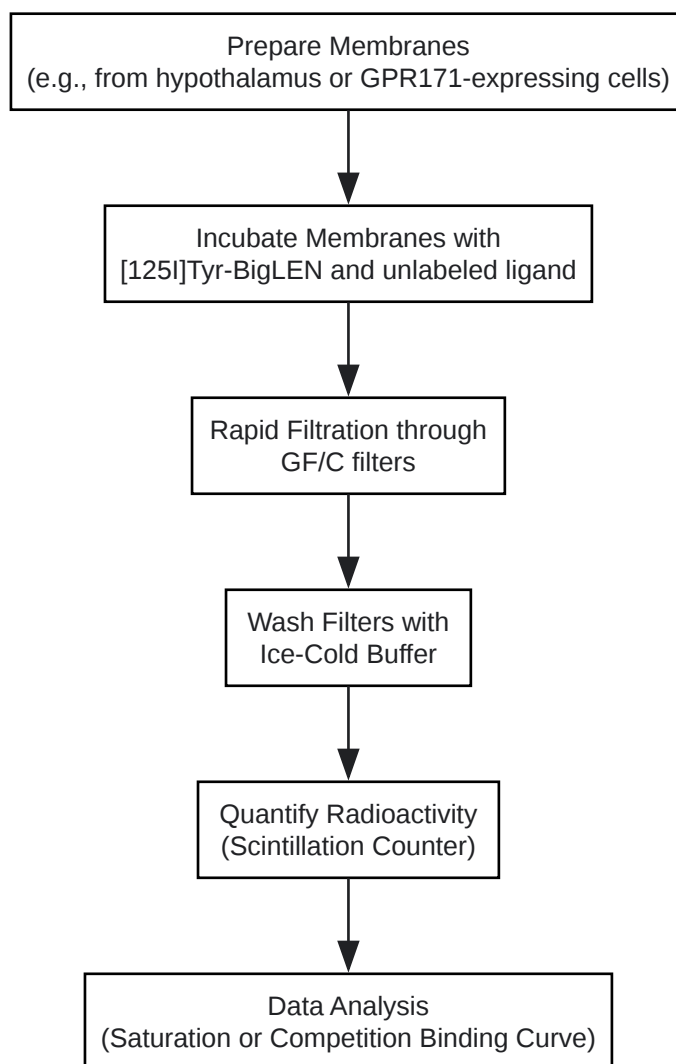 Prepare Membranes
(e.g., from hypothalamus or GPR171-expressing cells)
Incubate Membranes with
[125I]Tyr-BigLEN and unlabeled ligand
Rapid Filtration through
GF/C filters
Wash Filters with
Ice-Cold Buffer
Quantify Radioactivity
(Scintillation Counter)
Data Analysis
(Saturation or Competition Binding Curve)